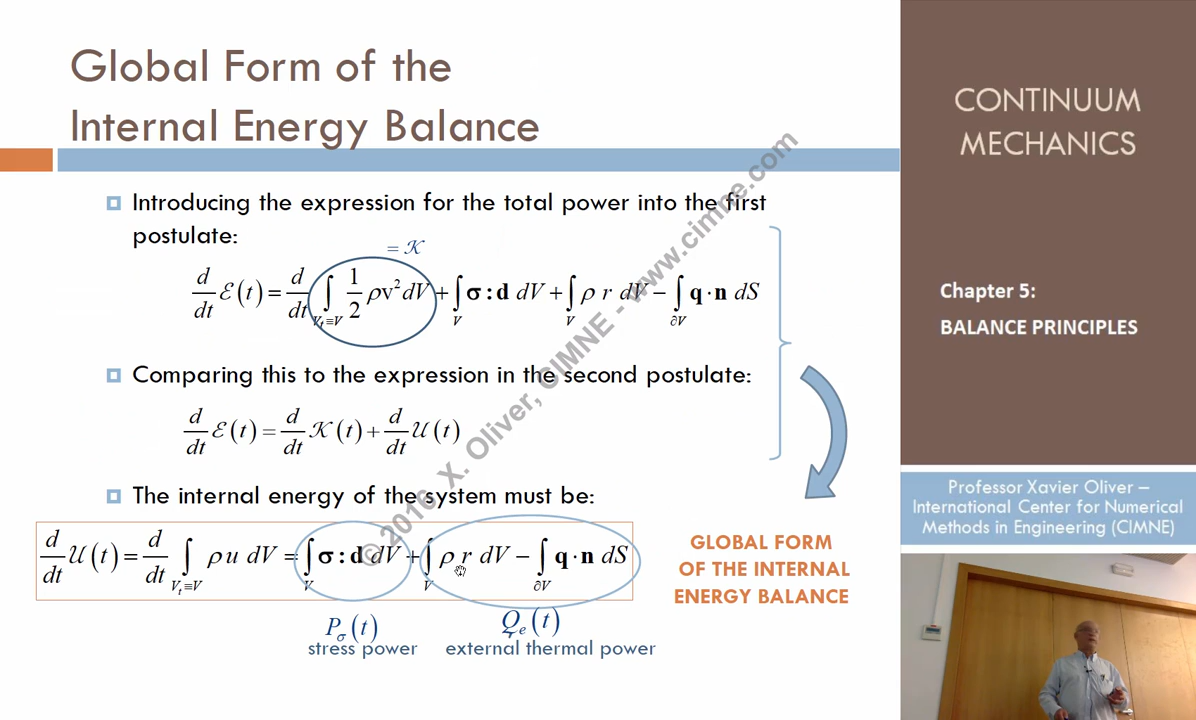 Global Form of the
Internal Energy Balance
Introducing the expression for the total power into the first
postulate:
= 𝒦
d/dt ℰ(t) = d/dt ∫_{V_t≡V} 1/2 ρv² dV + ∫_V σ : d dV + ∫_V ρ r dV − ∫_{∂V} q · n dS
Comparing this to the expression in the second postulate:
d/dt ℰ(t) = d/dt 𝒦(t) + d/dt 𝒰(t)
The internal energy of the system must be:
d/dt 𝒰(t) = d/dt ∫_{V_t≡V} ρ u dV = ∫_V σ : d dV + ∫_V ρ r dV − ∫_{∂V} q · n dS
P_σ(t)
stress power
Q_e(t)
external thermal power
GLOBAL FORM
OF THE INTERNAL
ENERGY BALANCE
© 2016 X. Oliver, CIMNE - www.cimne.com
CONTINUUM
MECHANICS
Chapter 5:
BALANCE PRINCIPLES
Professor Xavier Oliver –
International Center for Numerical
Methods in Engineering (CIMNE)